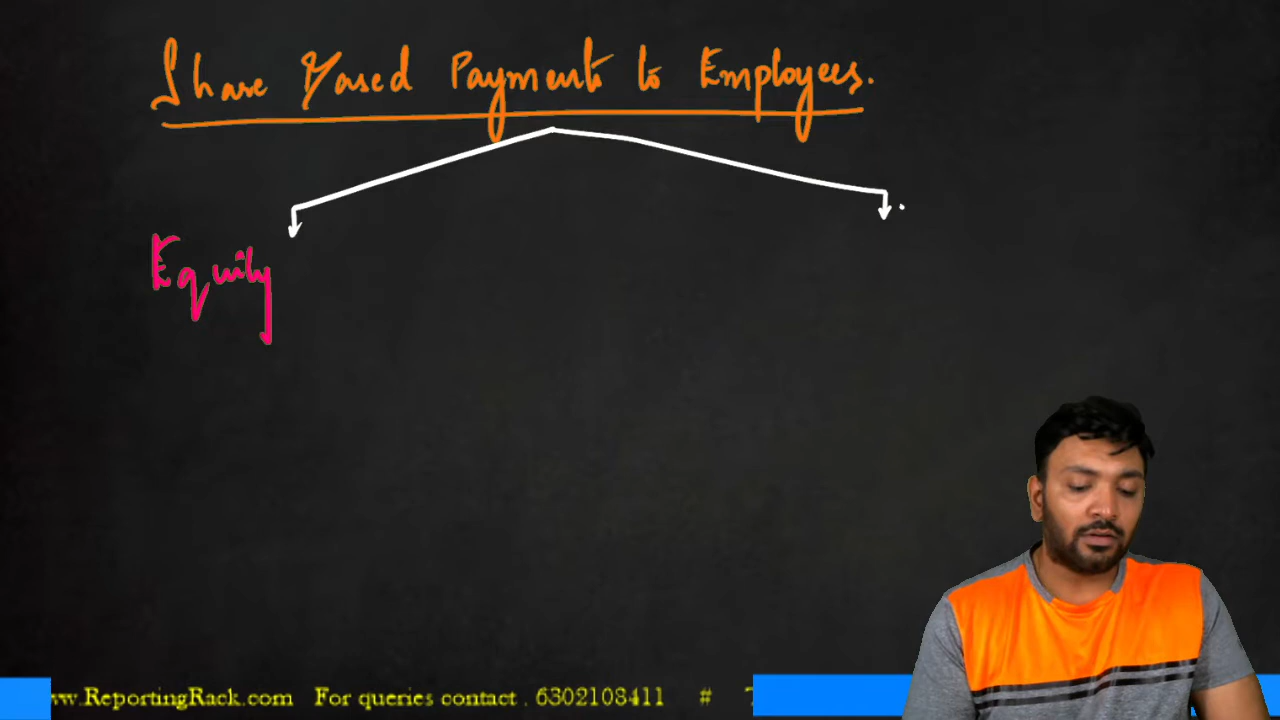 Share Based Payments to Employees.
Equity
ww.ReportingRack.com For queries contact . 6302108411 #